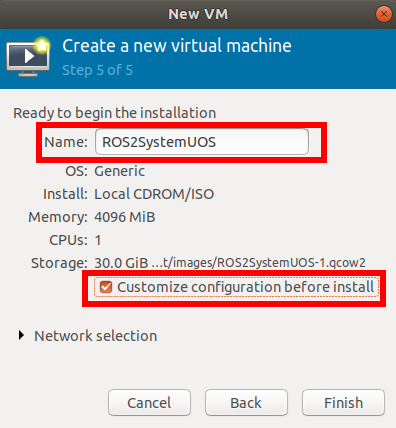 New VM
Create a new virtual machine
Step 5 of 5
Ready to begin the installation
Name: ROS2SystemUOS
OS: Generic
Install: Local CDROM/ISO
Memory: 4096 MiB
CPUs: 1
Storage: 30.0 GiB ...t/images/ROS2SystemUOS-1.qcow2
Customize configuration before install
Network selection
Cancel Back Finish